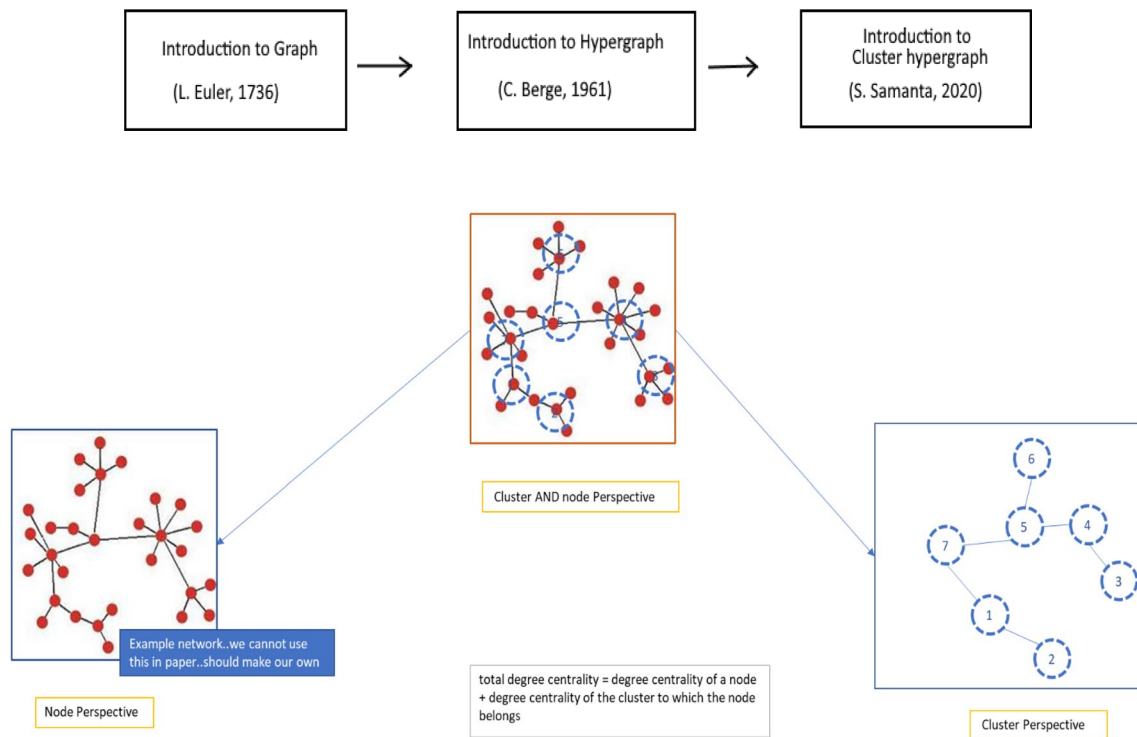 Introduction to Graph
(L. Euler, 1736)
Introduction to Hypergraph
(C. Berge, 1961)
Introduction to
Cluster hypergraph
(S. Samanta, 2020)
5
2
Cluster AND node Perspective
Example network..we cannot use
this in paper..should make our own
Node Perspective
total degree centrality = degree centrality of a node
+ degree centrality of the cluster to which the node
belongs
6
5
4
7
3
1
2
Cluster Perspective